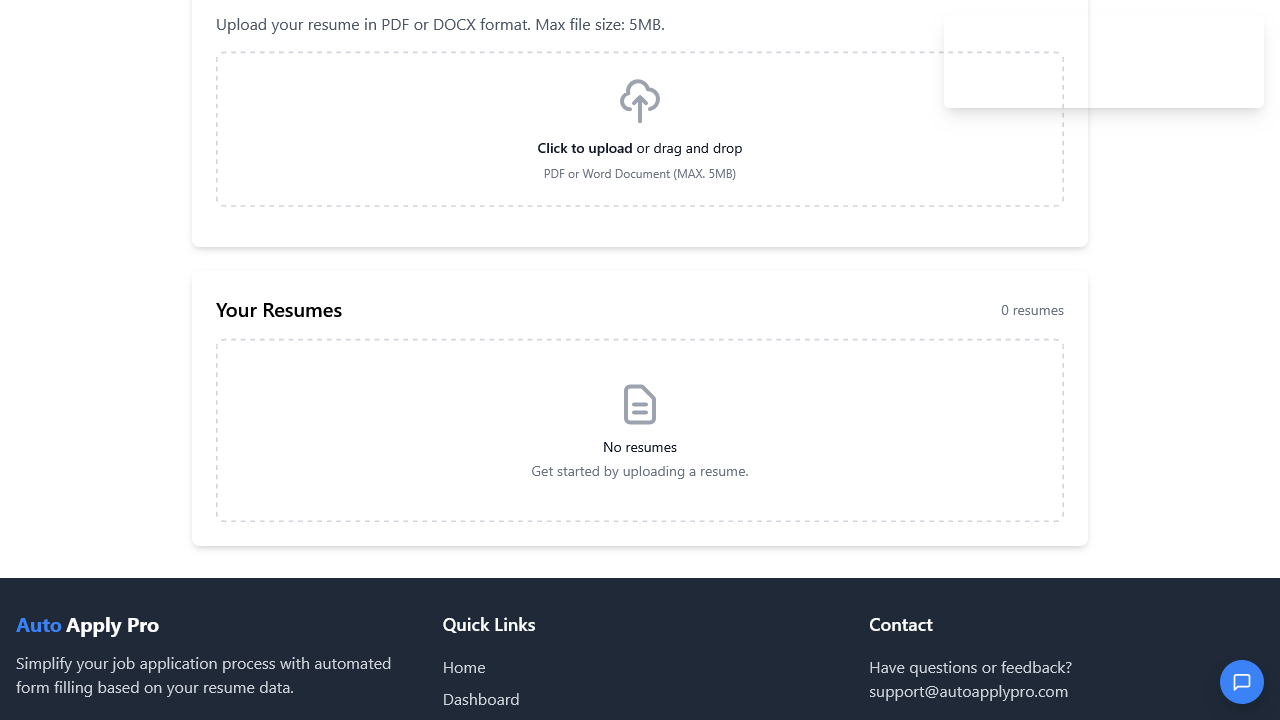 Upload your resume in PDF or DOCX format. Max file size: 5MB.
Click to upload or drag and drop
PDF or Word Document (MAX. 5MB)
Your Resumes
0 resumes
No resumes
Get started by uploading a resume.
Auto Apply Pro
Simplify your job application process with automated
form filling based on your resume data.
Quick Links
Home
Dashboard
Contact
Have questions or feedback?
support@autoapplypro.com